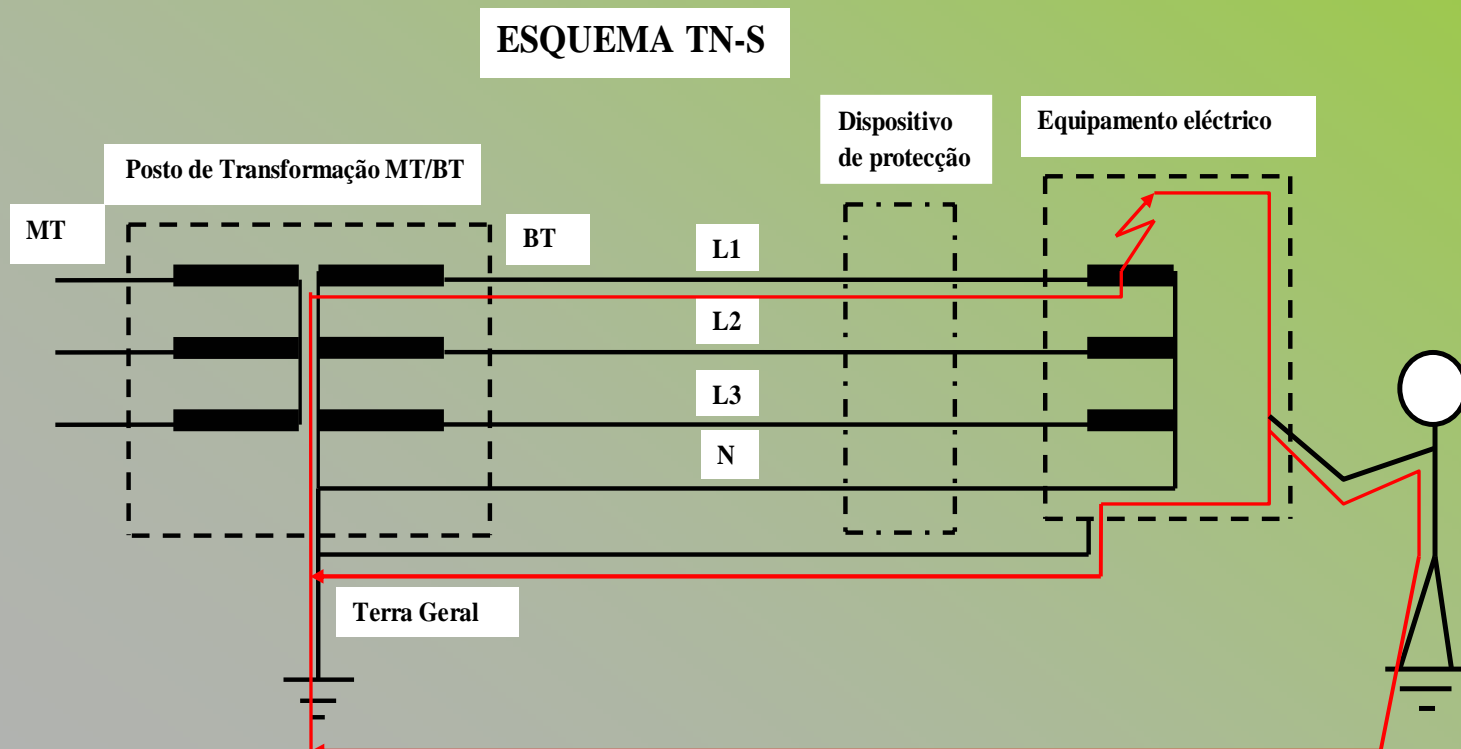 ESQUEMA TN-S
Dispositivo
de protecção
Equipamento eléctrico
Posto de Transformação MT/BT
MT
BT
L1
L2
L3
N
Terra Geral